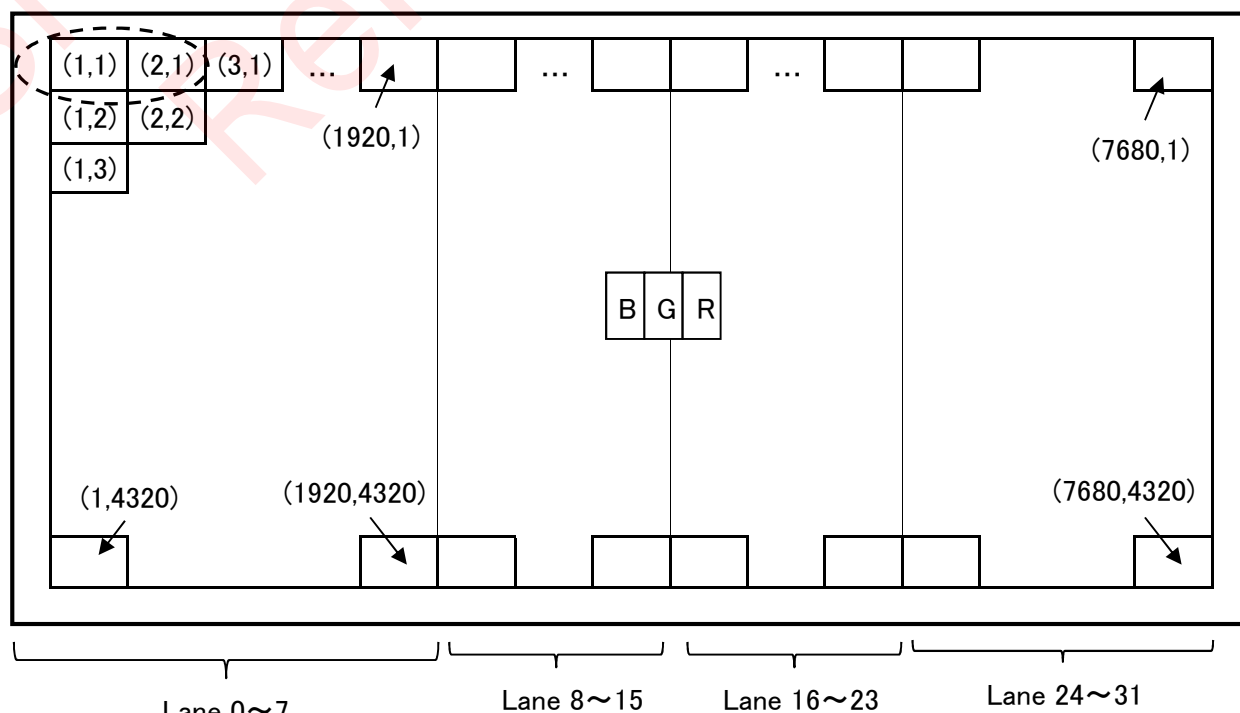 (1,1) (2,1) (3,1) ... ... ...
(1,2) (2,2)
(1920,1)
(7680,1)
(1,3)
B G R
(1,4320)
(1920,4320)
(7680,4320)
Lane 0～7
Lane 8～15
Lane 16～23
Lane 24～31